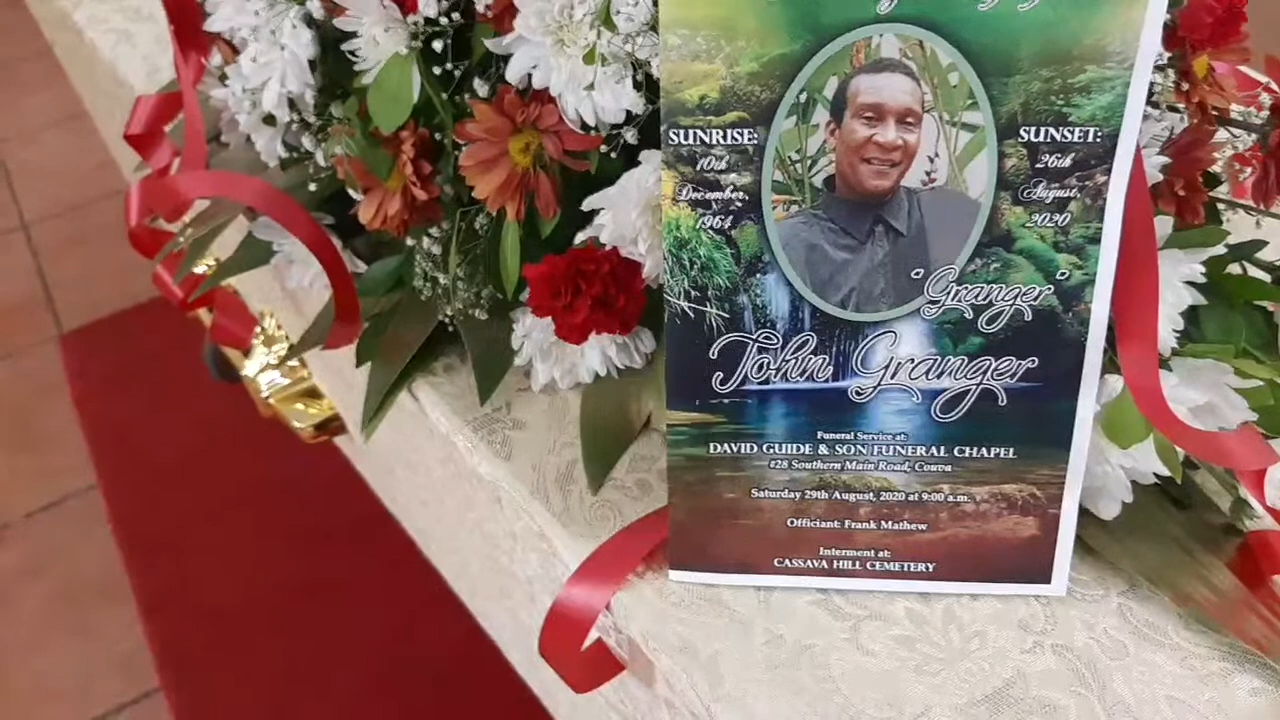 SUNRISE:
10th
December,
1964
SUNSET:
26th
August,
2020
"Granger"
John Granger
Funeral Service at:
DAVID GUIDE & SON FUNERAL CHAPEL
#28 Southern Main Road, Couva
Saturday 29th August, 2020 at 9:00 a.m.
Officiant: Frank Mathew
Interment at:
CASSAVA HILL CEMETERY